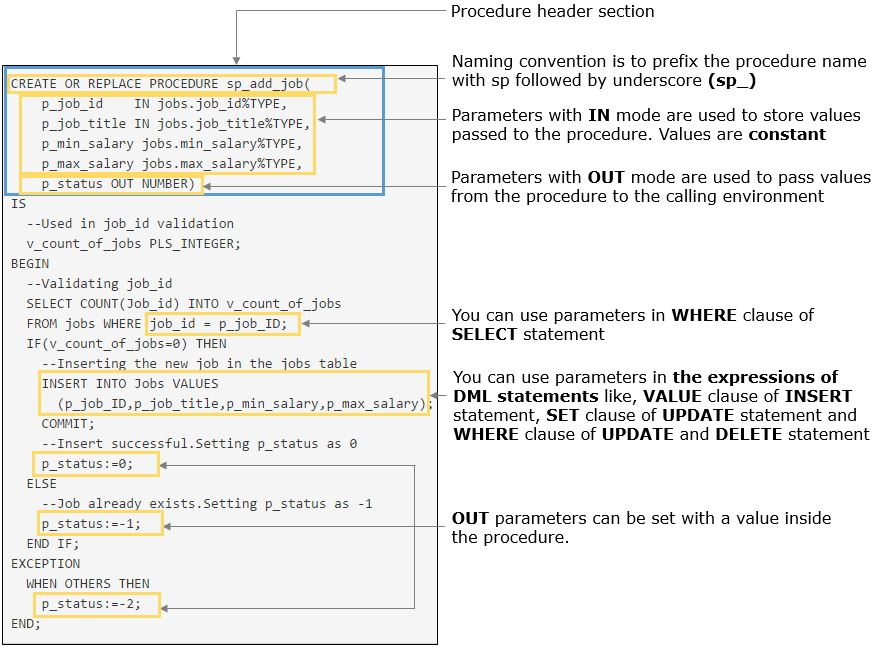 Procedure header section
CREATE OR REPLACE PROCEDURE sp_add_job(
p_job_id    IN jobs.job_id%TYPE,
p_job_title IN jobs.job_title%TYPE,
p_min_salary jobs.min_salary%TYPE,
p_max_salary jobs.max_salary%TYPE,
p_status OUT NUMBER)
IS
--Used in job_id validation
v_count_of_jobs PLS_INTEGER;
BEGIN
--Validating job_id
SELECT COUNT(Job_id) INTO v_count_of_jobs
FROM jobs WHERE job_id = p_job_ID;
IF(v_count_of_jobs=0) THEN
--Inserting the new job in the jobs table
INSERT INTO Jobs VALUES
(p_job_ID,p_job_title,p_min_salary,p_max_salary);
COMMIT;
--Insert successful.Setting p_status as 0
p_status:=0;
ELSE
--Job already exists.Setting p_status as -1
p_status:=-1;
END IF;
EXCEPTION
WHEN OTHERS THEN
p_status:=-2;
END;
Naming convention is to prefix the procedure name
with sp followed by underscore (sp_)
Parameters with IN mode are used to store values
passed to the procedure. Values are constant
Parameters with OUT mode are used to pass values
from the procedure to the calling environment
You can use parameters in WHERE clause of
SELECT statement
You can use parameters in the expressions of
DML statements like, VALUE clause of INSERT
statement, SET clause of UPDATE statement and
WHERE clause of UPDATE and DELETE statement
OUT parameters can be set with a value inside
the procedure.